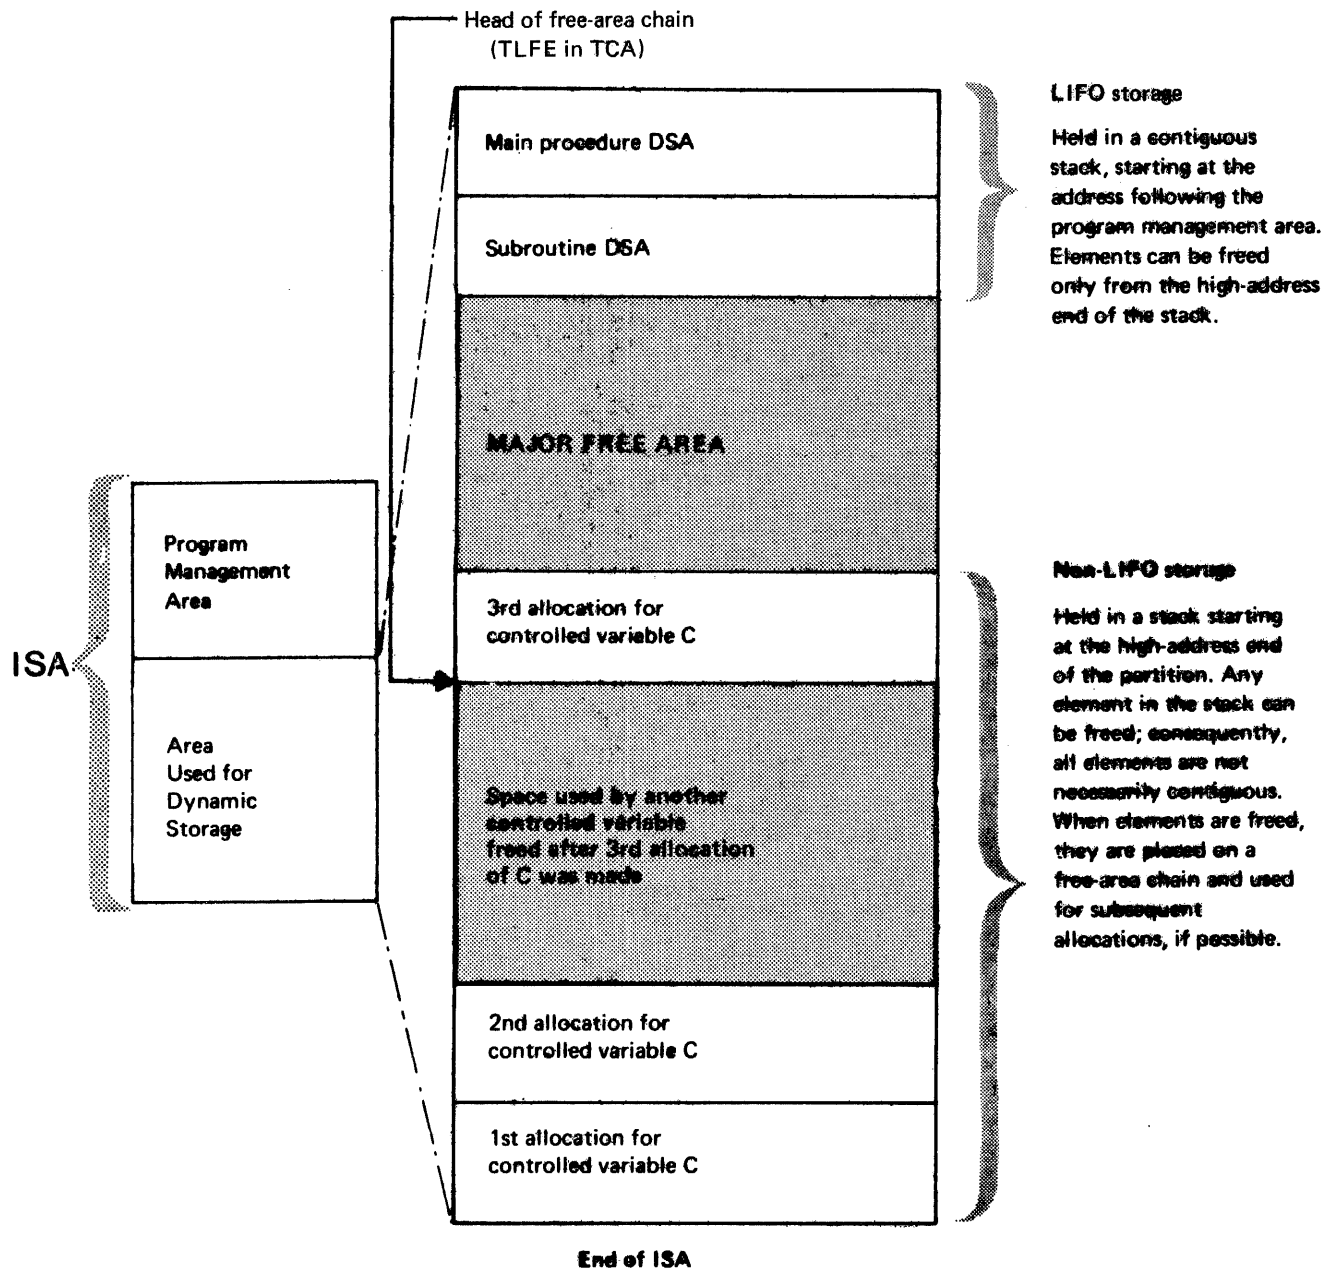 Head of free-area chain
(TLFE in TCA)
Main procedure DSA
Subroutine DSA
MAJOR FREE AREA
3rd allocation for
controlled variable C
Space used by another
controlled variable
freed after 3rd allocation
of C was made
2nd allocation for
controlled variable C
1st allocation for
controlled variable C
End of ISA
ISA
Program
Management
Area
Area
Used for
Dynamic
Storage
LIFO storage
Held in a contiguous
stack, starting at the
address following the
program management area.
Elements can be freed
only from the high-address
end of the stack.
Non-LIFO storage
Held in a stack starting
at the high-address end
of the partition. Any
element in the stack can
be freed; consequently,
all elements are not
necessarily contiguous.
When elements are freed,
they are placed on a
free-area chain and used
for subsequent
allocations, if possible.